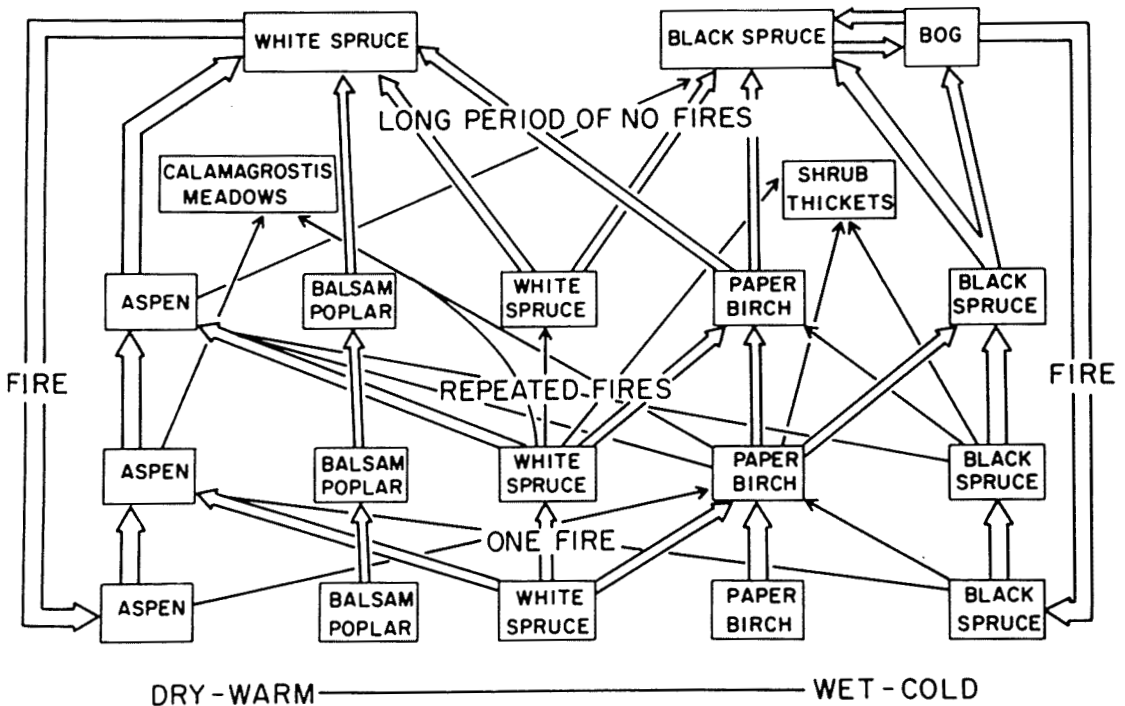 WHITE SPRUCE
BLACK SPRUCE
BOG
LONG PERIOD OF NO FIRES
CALAMAGROSTIS
MEADOWS
SHRUB
THICKETS
ASPEN
BALSAM
POPLAR
WHITE
SPRUCE
PAPER
BIRCH
BLACK
SPRUCE
FIRE
REPEATED FIRES
FIRE
ASPEN
BALSAM
POPLAR
WHITE
SPRUCE
PAPER
BIRCH
BLACK
SPRUCE
ONE FIRE
ASPEN
BALSAM
POPLAR
WHITE
SPRUCE
PAPER
BIRCH
BLACK
SPRUCE
DRY-WARM
WET-COLD